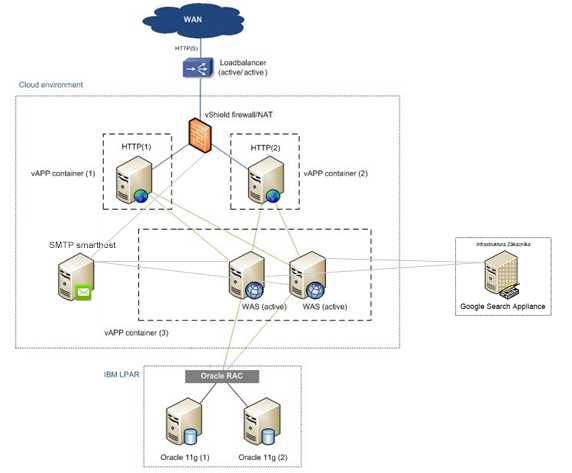 WAN
HTTP(S)
Loadbalancer
(active/active)
Cloud environment
vShield firewall/NAT
HTTP(1)
HTTP(2)
vAPP container (1)
vAPP container (2)
SMTP smarthost
Infrastruktura Zákazníka
Google Search Appliance
WAS (active)
WAS (active)
vAPP container (3)
IBM LPAR
Oracle RAC
Oracle 11g (1)
Oracle 11g (2)